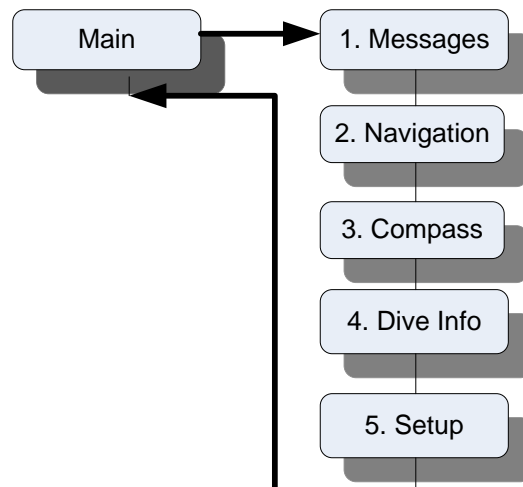 Main
1. Messages
2. Navigation
3. Compass
4. Dive Info
5. Setup